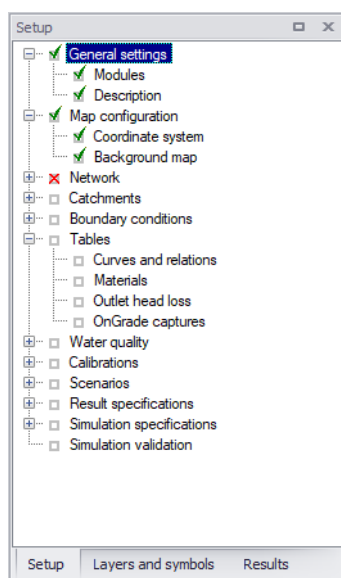 Setup
General settings
Modules
Description
Map configuration
Coordinate system
Background map
Network
Catchments
Boundary conditions
Tables
Curves and relations
Materials
Outlet head loss
OnGrade captures
Water quality
Calibrations
Scenarios
Result specifications
Simulation specifications
Simulation validation
Setup Layers and symbols Results